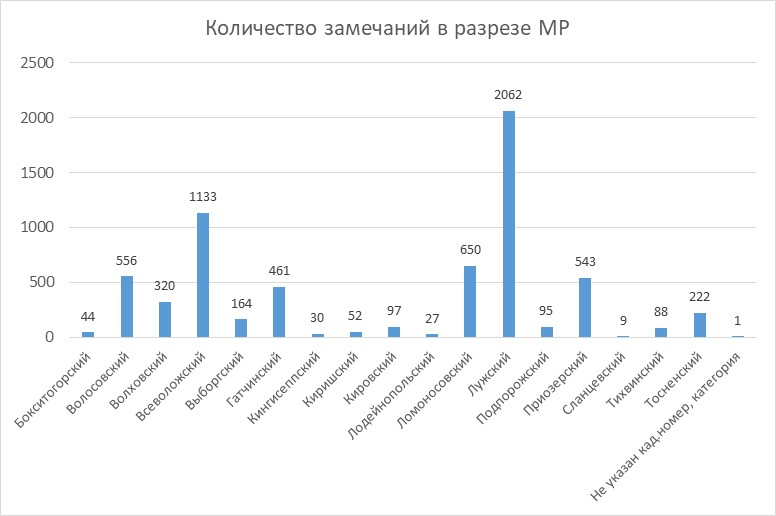 Количество замечаний в разрезе МР
2500
2000
1500
1000
500
0
44
556
320
1133
164
461
30
52
97
27
650
2062
95
543
9
88
222
1
Бокситогорский
Волосовский
Волховский
Всеволожский
Выборгский
Гатчинский
Кингисеппский
Киришский
Кировский
Лодейнопольский
Ломоносовский
Лужский
Подпорожский
Приозерский
Сланцевский
Тихвинский
Тосненский
Не указан кад.номер, категория